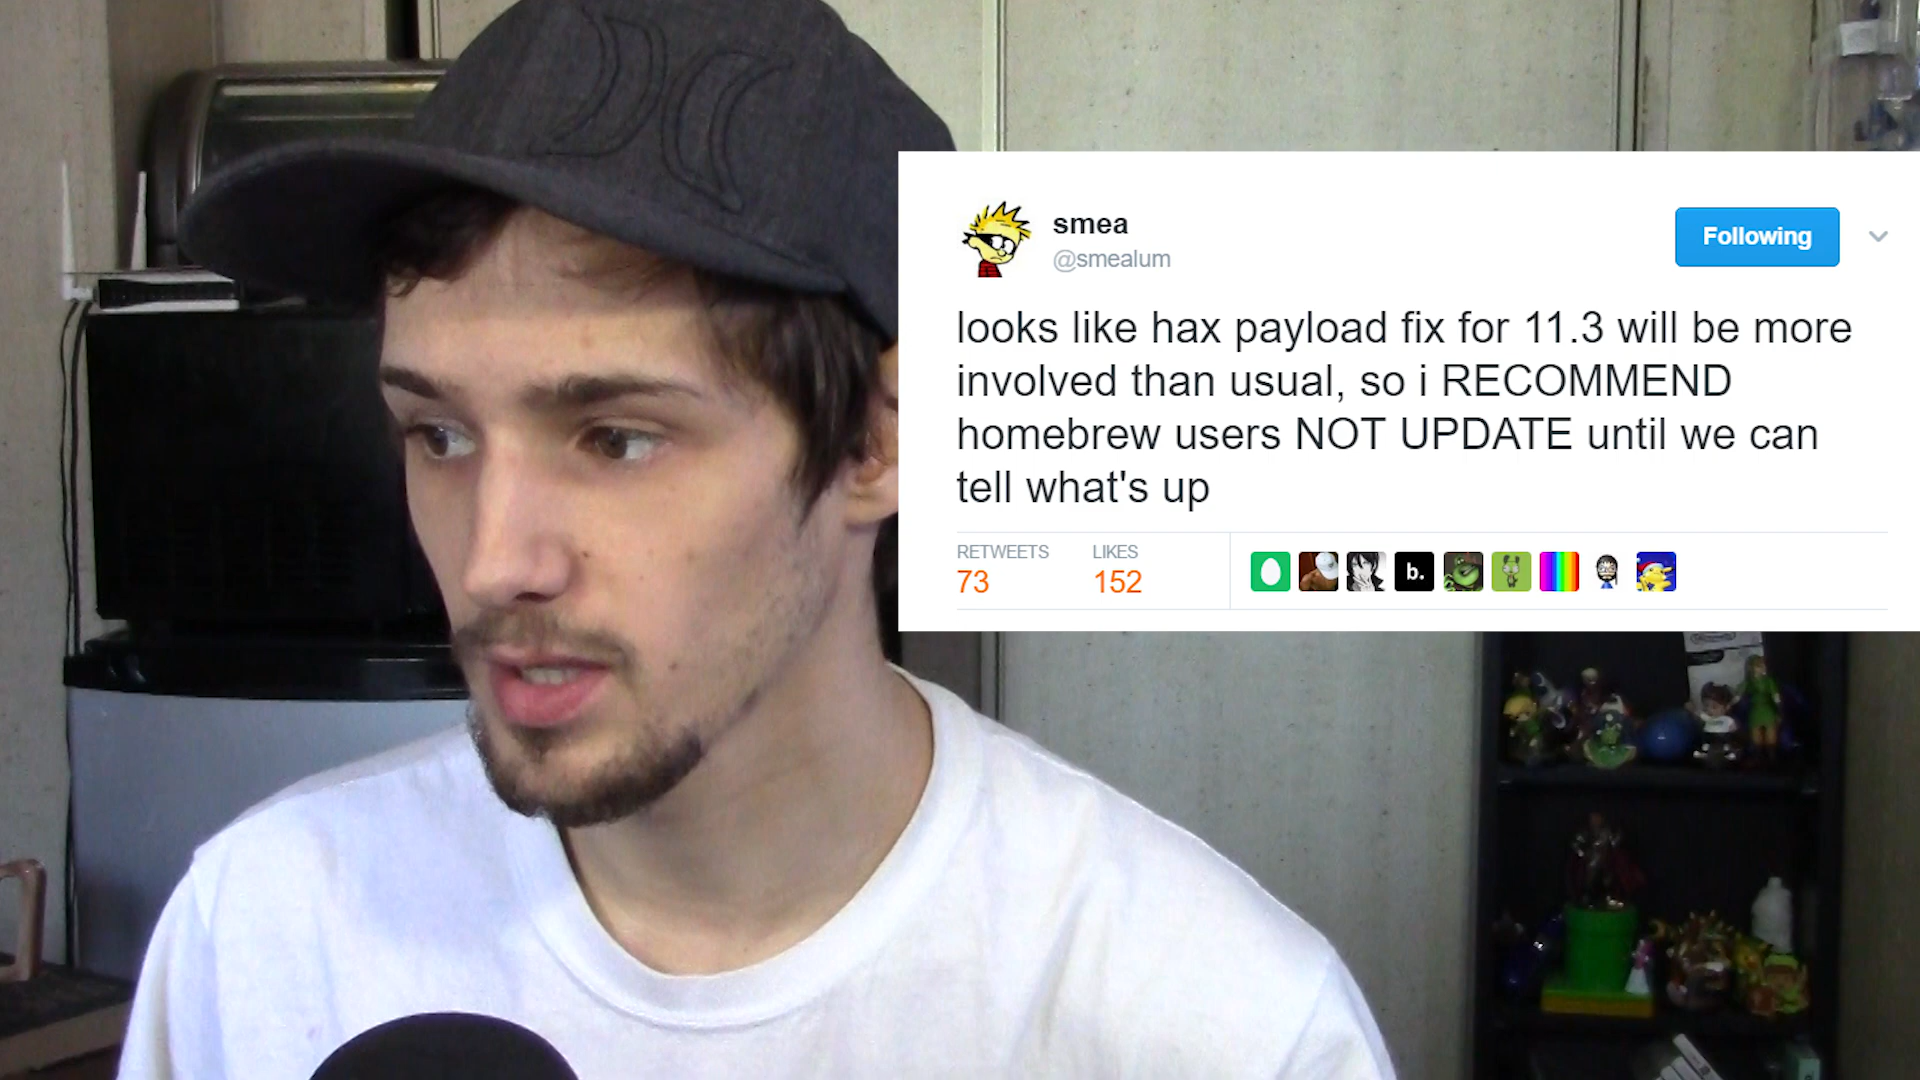 smea
@smealum
Following
looks like hax payload fix for 11.3 will be more
involved than usual, so i RECOMMEND
homebrew users NOT UPDATE until we can
tell what's up
RETWEETS
LIKES
73
152
b.